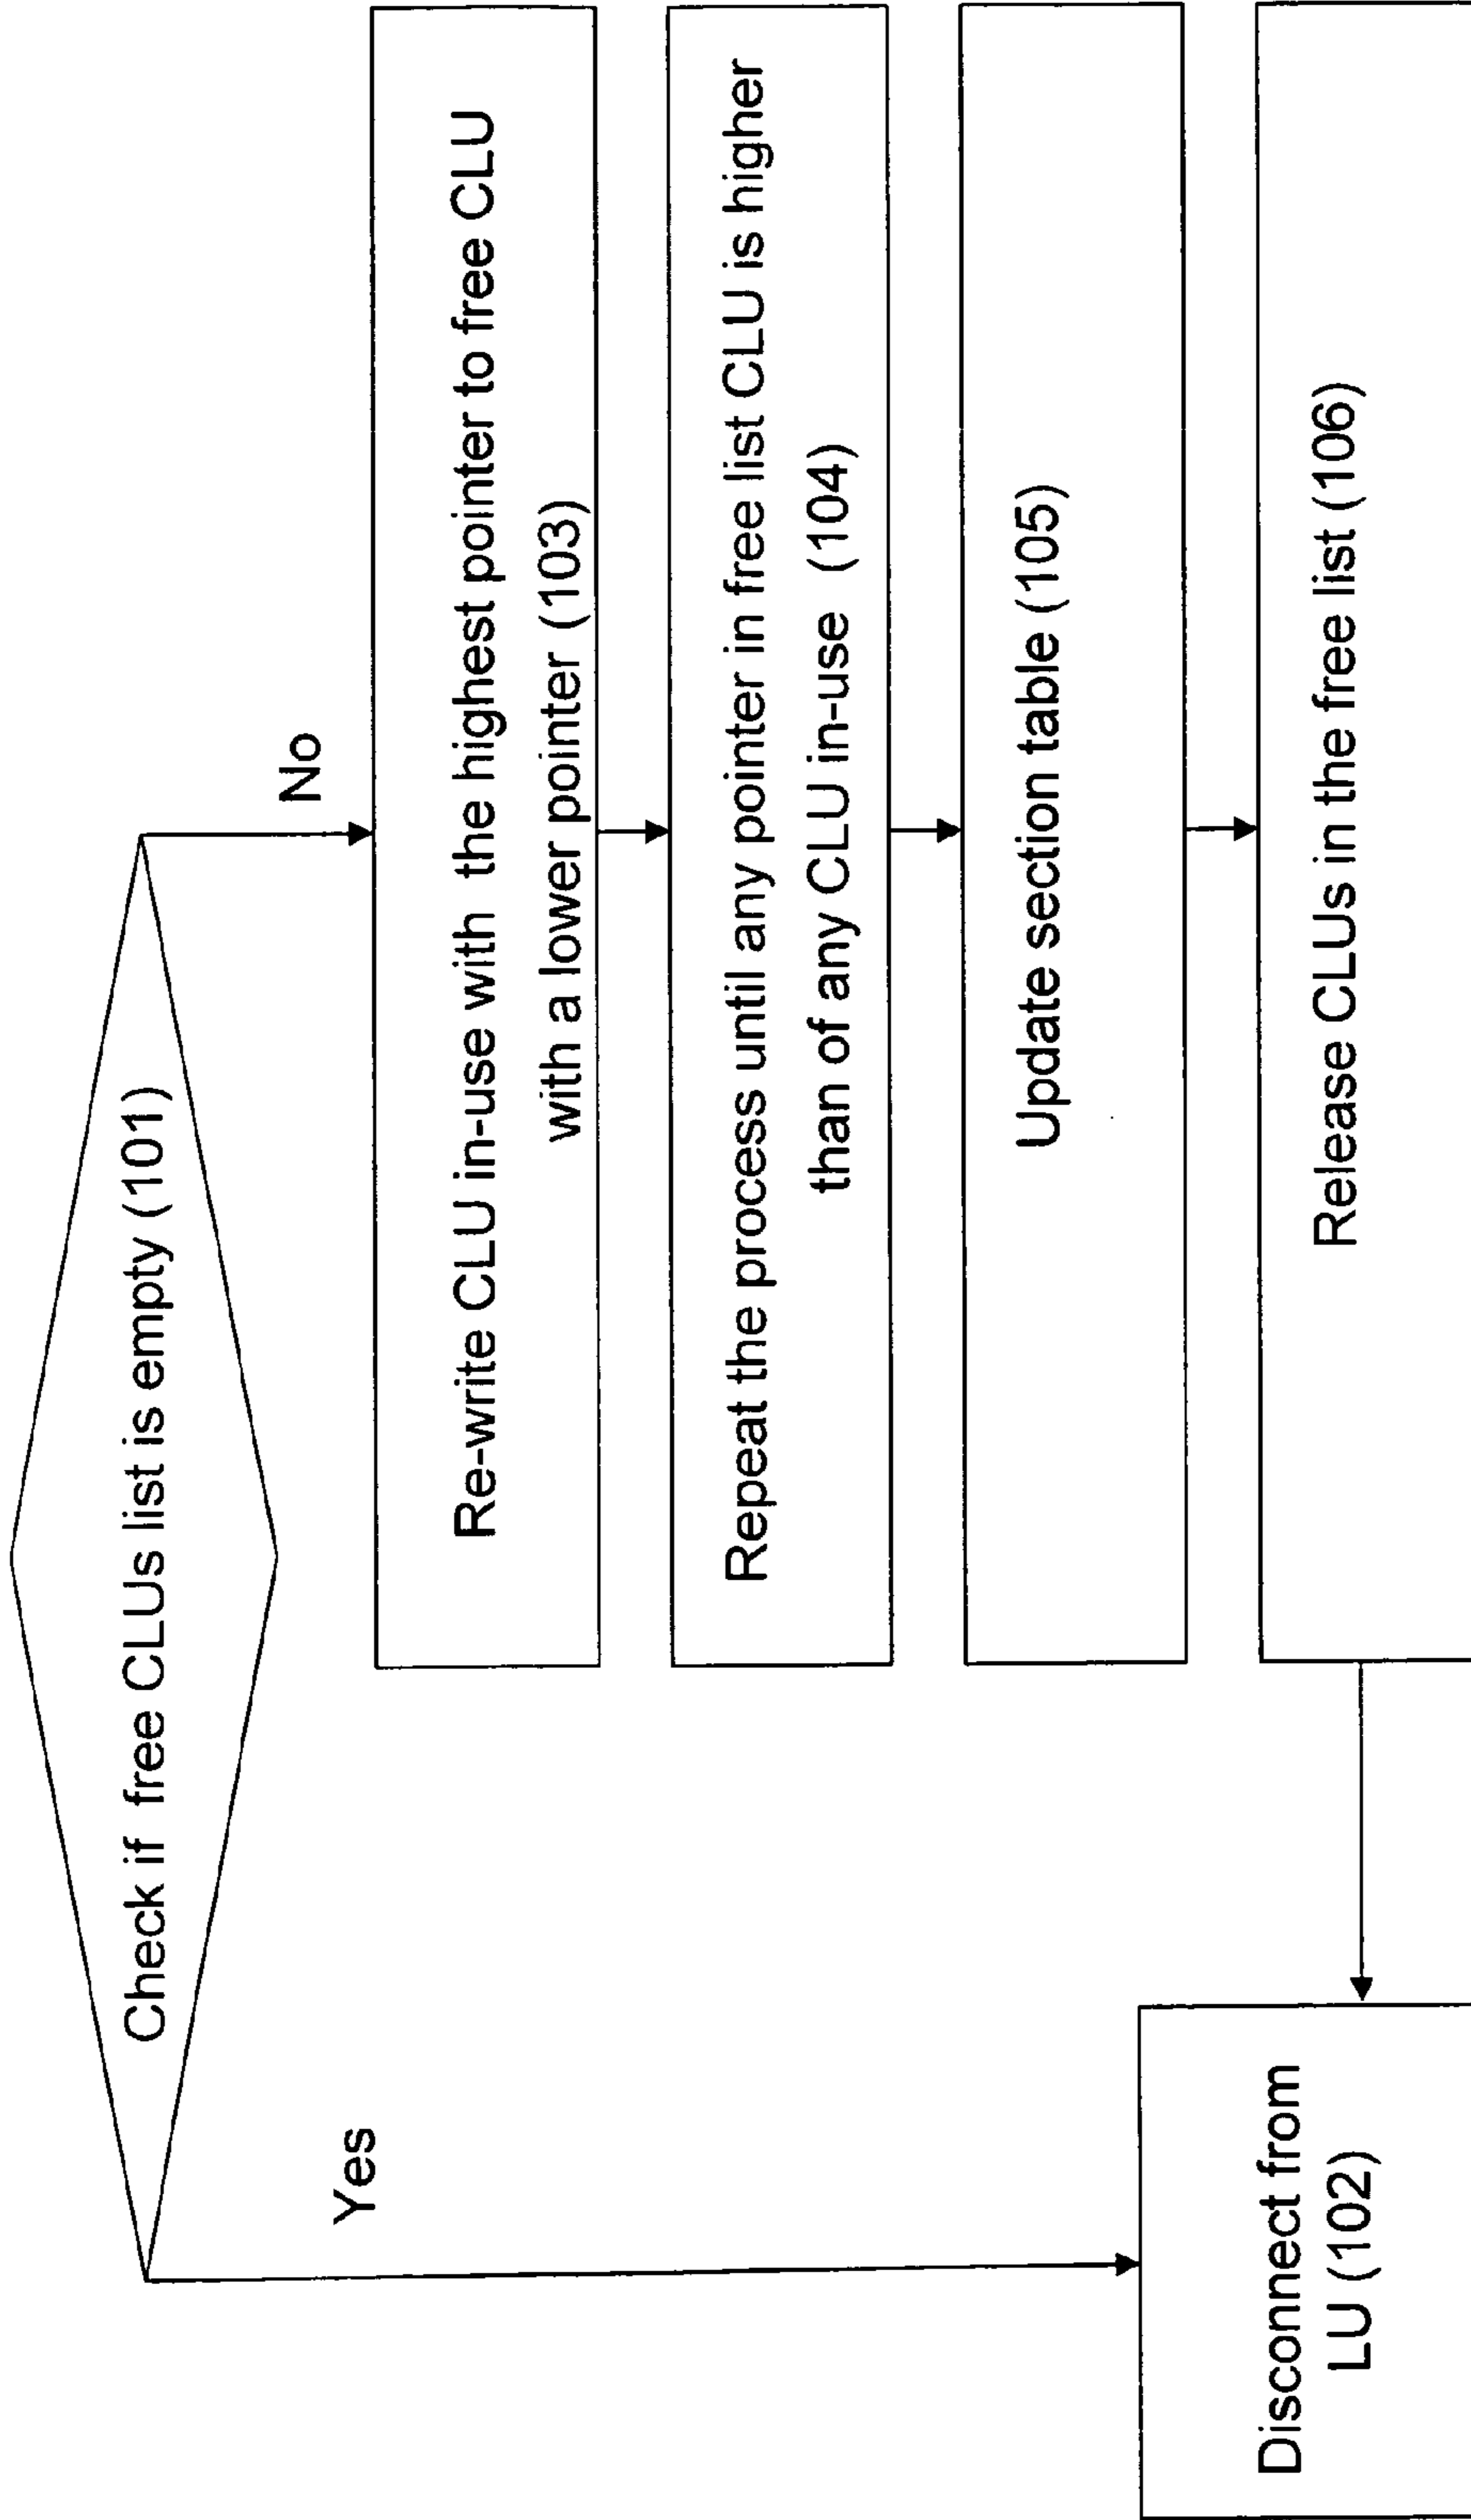 Check if free CLUs list is empty (101)
No
Yes
Re-write CLU in-use with the highest pointer to free CLU
with a lower pointer (103)
Repeat the process until any pointer in free list CLU is higher
than of any CLU in-use (104)
Update section table (105)
Release CLUs in the free list (106)
Disconnect from
LU (102)